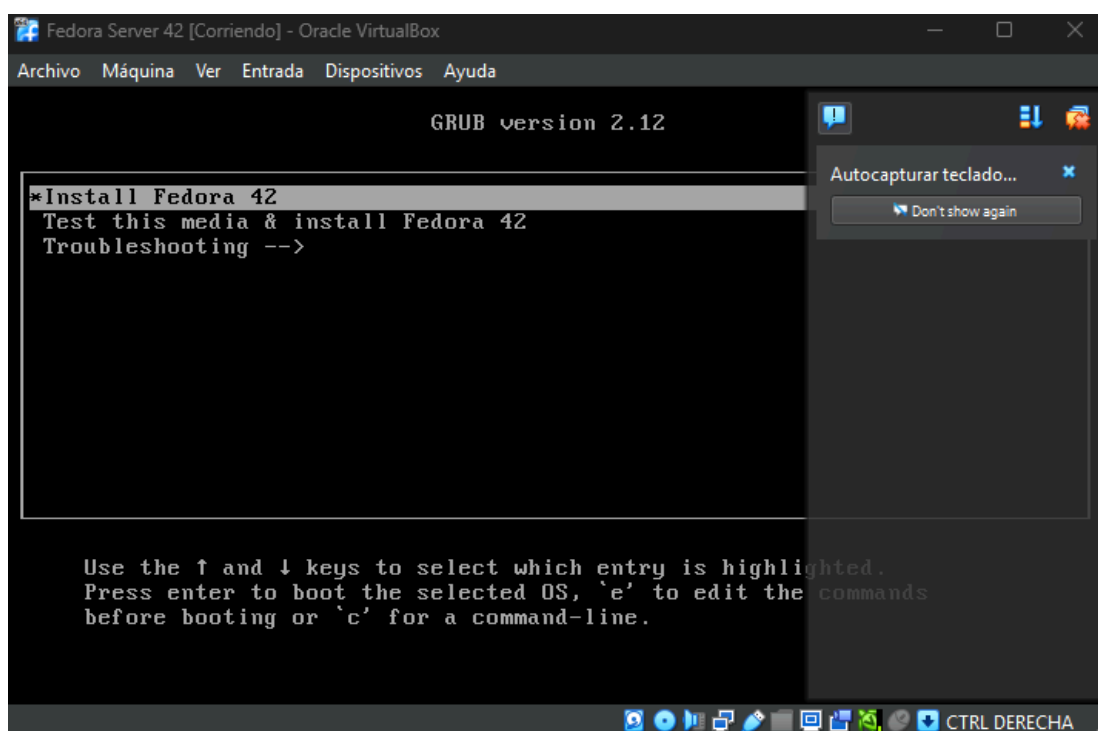 Fedora Server 42 [Corriendo] - Oracle VirtualBox
Archivo Máquina Ver Entrada Dispositivos Ayuda
GRUB version 2.12
Autocapturar teclado...
Don't show again
*Install Fedora 42
Test this media & install Fedora 42
Troubleshooting -->
Use the ↑ and ↓ keys to select which entry is highlighted.
Press enter to boot the selected OS, `e' to edit the commands
before booting or `c' for a command-line.
CTRL DERECHA